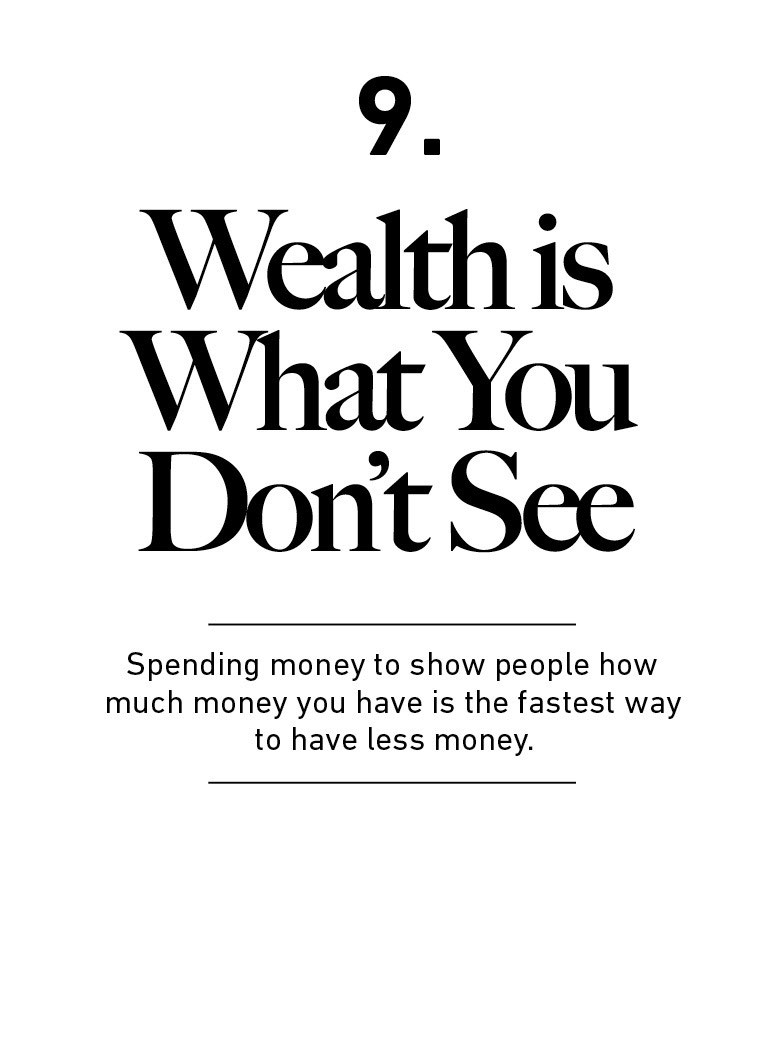 9.
Wealth is
What You
Don’t See
Spending money to show people how
much money you have is the fastest way
to have less money.